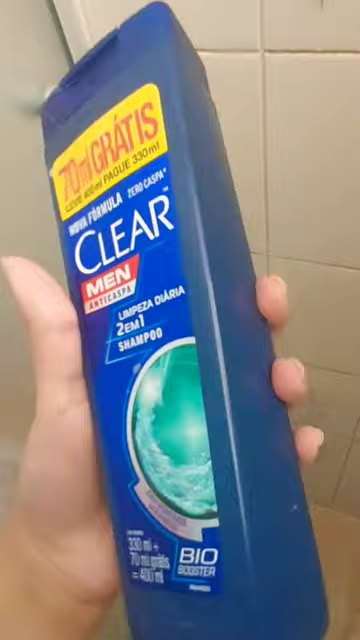 70ml GRÁTIS
LEVE 400ml PAGUE 330ml
NOVA FÓRMULA ZERO CASPA*
CLEAR
MEN
ANTICASPA
LIMPEZA DIÁRIA
2EM1
SHAMPOO
330 ml +
70 ml grátis
= 400 ml
BIO
BOOSTER